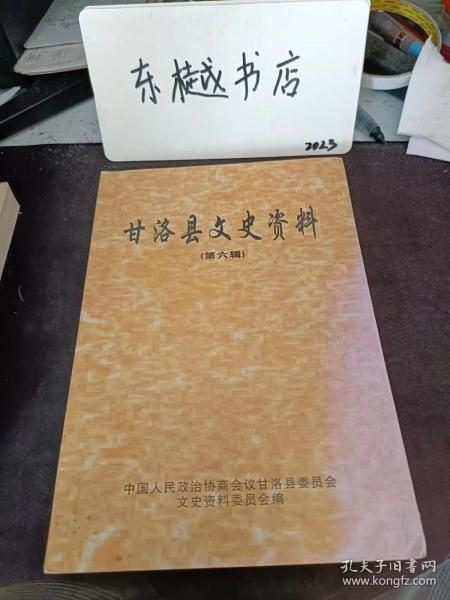 东樾书店
2023
甘洛县文史资料
(第六辑)
中国人民政治协商会议甘洛县委员会
文史资料委员会编
孔夫子旧书网
www.kongfz.com